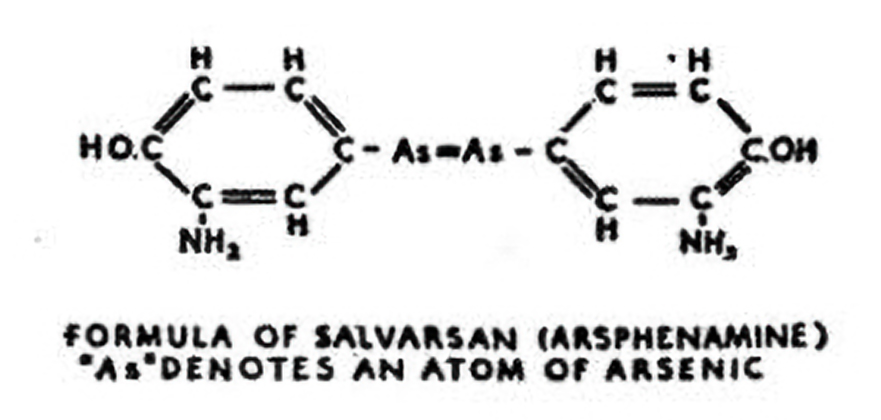 H H H H
C C C C
HO.C C As As C C.OH
C C C C
NH₂ H H NH₂
FORMULA OF SALVARSAN (ARSPHENAMINE)
"As" DENOTES AN ATOM OF ARSENIC